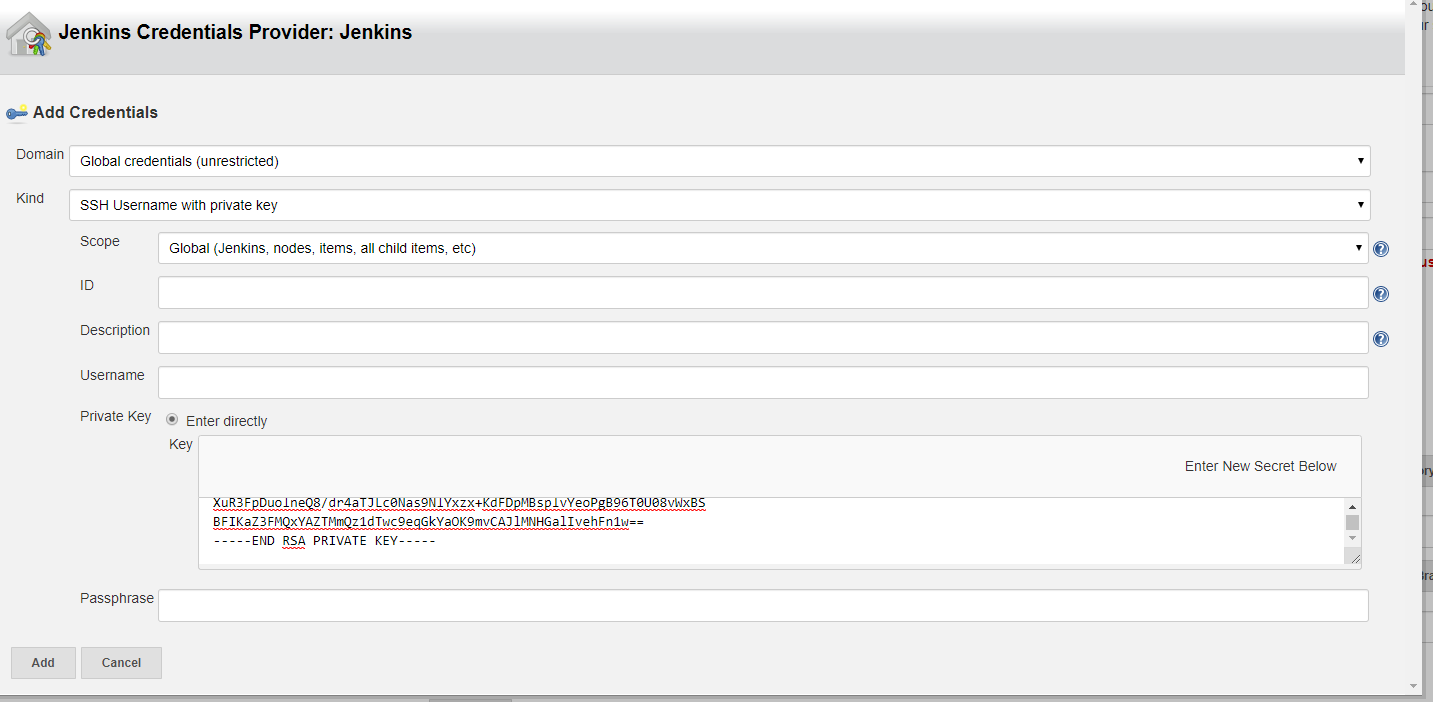 Jenkins Credentials Provider: Jenkins
Add Credentials
Domain
Global credentials (unrestricted)
Kind
SSH Username with private key
Scope
Global (Jenkins, nodes, items, all child items, etc)
ID
Description
Username
Private Key
Enter directly
Key
Enter New Secret Below
XuR3FpDuolneQ8/dr4aTJLc0Nas9NlYxzx+KdFDpMBsplvYeoPgB96T0U08vWxBS
BFIKaZ3FMQxYAZTMmQz1dTwc9eqGkYaOK9mvCAJlMNHGalIvehFn1w==
-----END RSA PRIVATE KEY-----
Passphrase
Add
Cancel